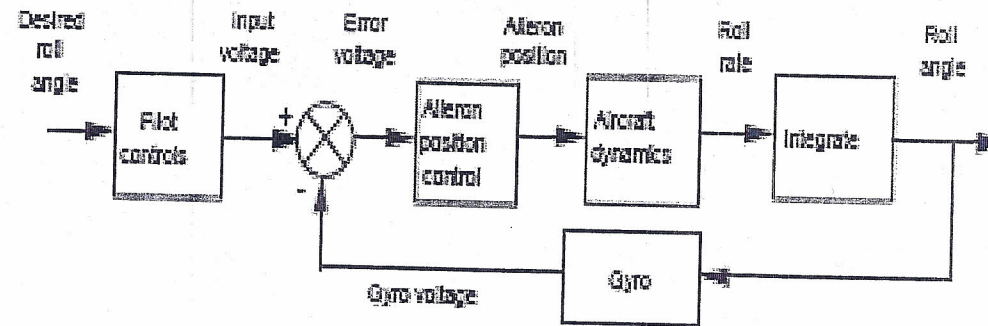 Desired
roll
angle
Input
voltage
Error
voltage
Aileron
position
Roll
rate
Roll
angle
Pilot
controls
+
-
Aileron
position
control
Aircraft
dynamics
Integrate
Gyro
Gyro voltage